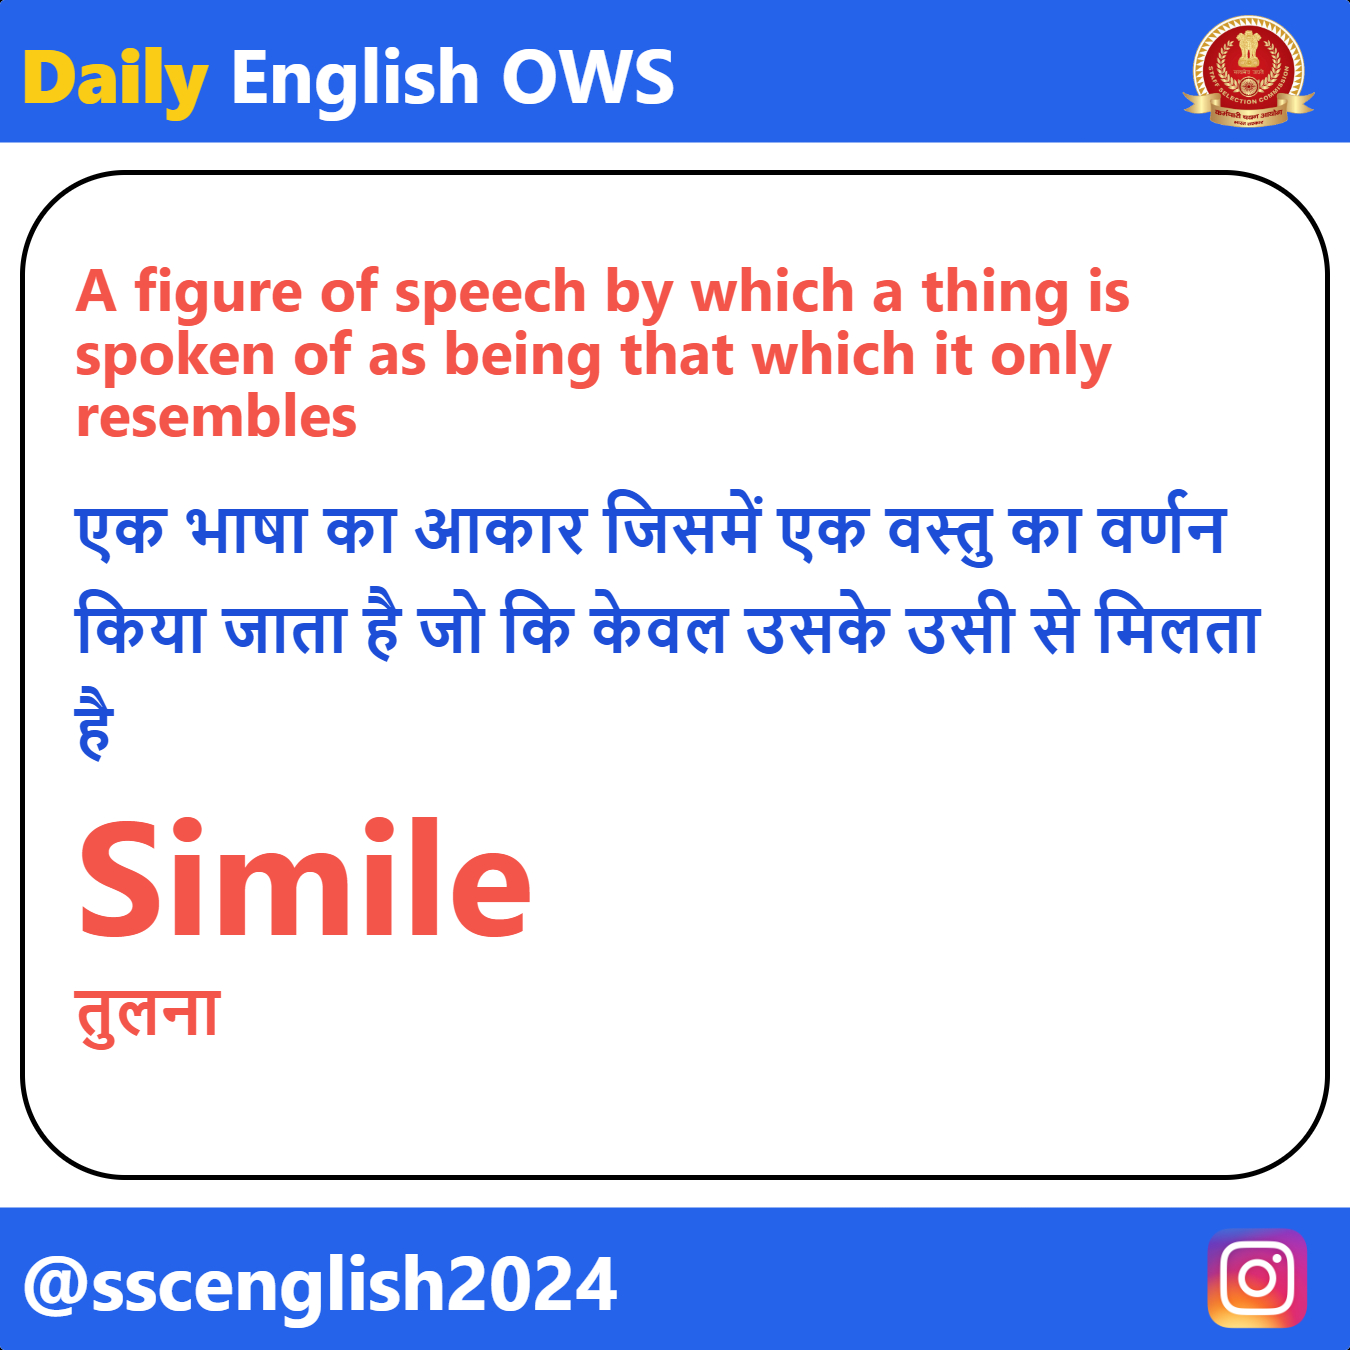 Daily English OWS
STAFF SELECTION COMMISSION
कर्मचारी चयन आयोग
भारत सरकार
A figure of speech by which a thing is
spoken of as being that which it only
resembles
एक भाषा का आकार जिसमें एक वस्तु का वर्णन
किया जाता है जो कि केवल उसके उसी से मिलता
है
Simile
तुलना
@sscenglish2024